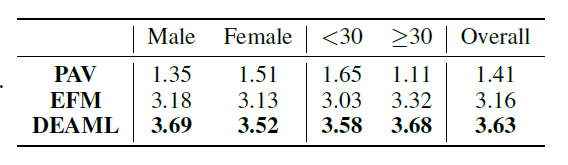 Male Female <30 ≥30 Overall
PAV 1.35 1.51 1.65 1.11 1.41
EFM 3.18 3.13 3.03 3.32 3.16
DEAML 3.69 3.52 3.58 3.68 3.63